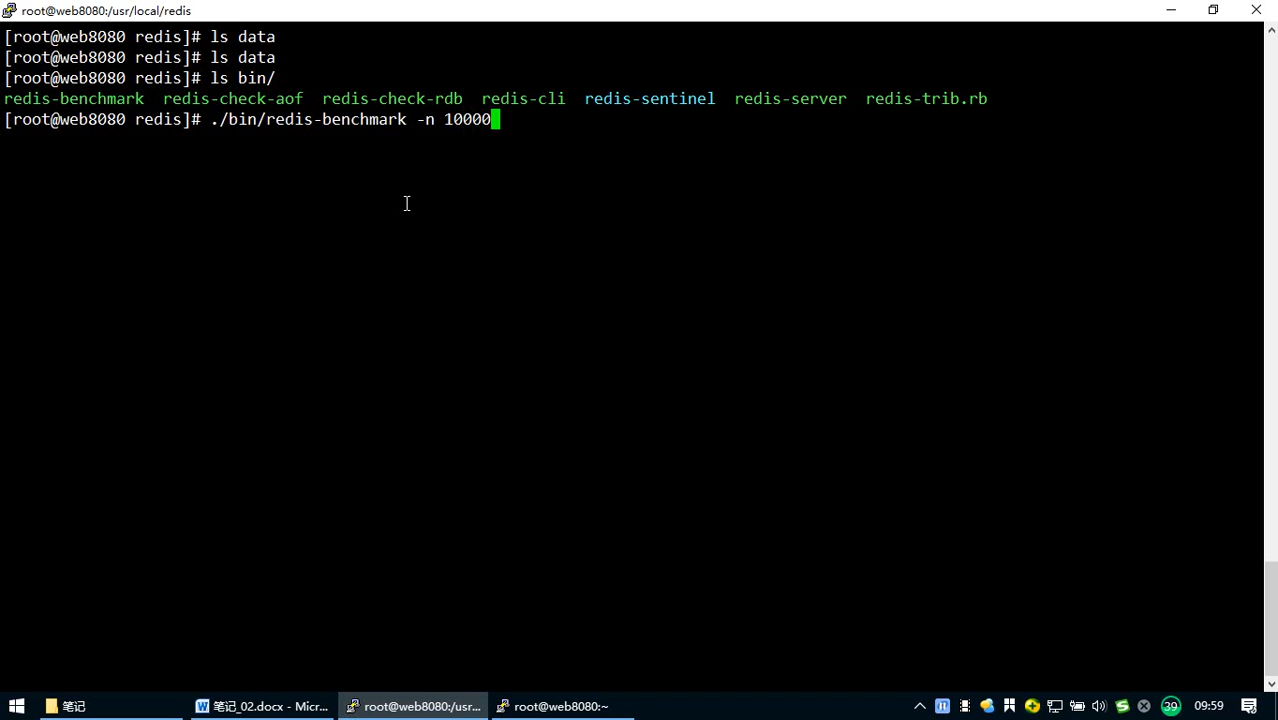 root@web8080:/usr/local/redis
[root@web8080 redis]# ls data
[root@web8080 redis]# ls data
[root@web8080 redis]# ls bin/
redis-benchmark redis-check-aof redis-check-rdb redis-cli redis-sentinel redis-server redis-trib.rb
[root@web8080 redis]# ./bin/redis-benchmark -n 10000
笔记 笔记_02.docx - Micr... root@web8080:/usr... root@web8080:~ 39 09:59